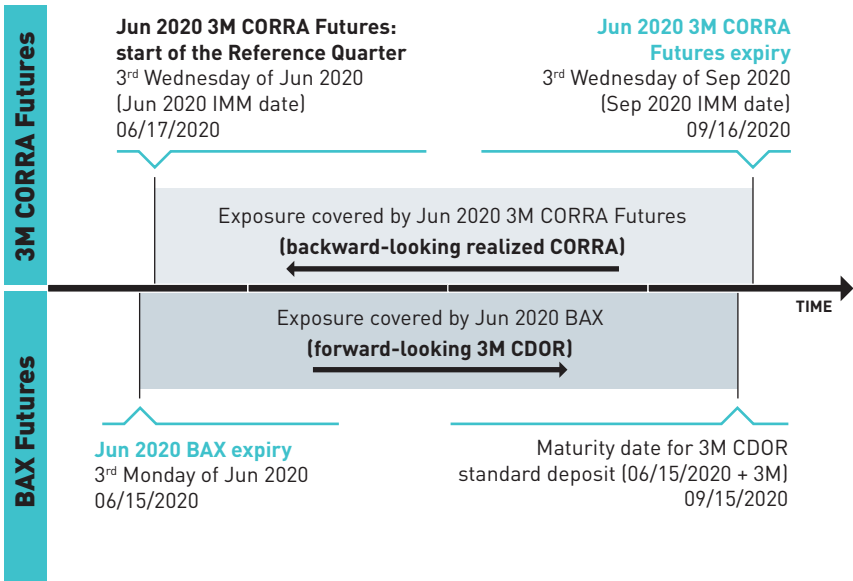 3M CORRA Futures
Jun 2020 3M CORRA Futures:
start of the Reference Quarter
3rd Wednesday of Jun 2020
(Jun 2020 IMM date)
06/17/2020
Jun 2020 3M CORRA
Futures expiry
3rd Wednesday of Sep 2020
(Sep 2020 IMM date)
09/16/2020
Exposure covered by Jun 2020 3M CORRA Futures
(backward-looking realized CORRA)
TIME
BAX Futures
Exposure covered by Jun 2020 BAX
(forward-looking 3M CDOR)
Jun 2020 BAX expiry
3rd Monday of Jun 2020
06/15/2020
Maturity date for 3M CDOR
standard deposit (06/15/2020 + 3M)
09/15/2020